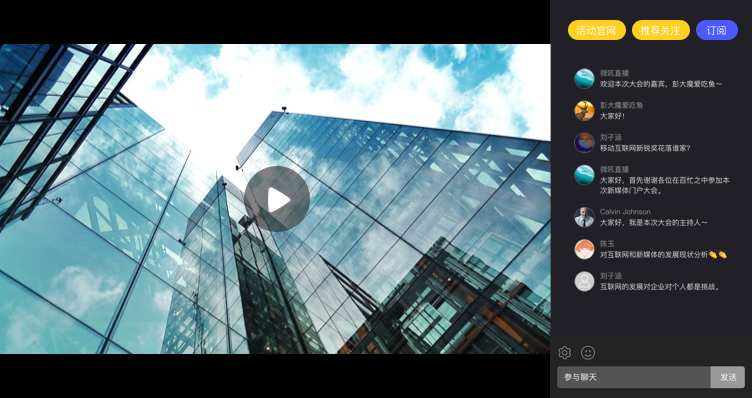 活动官网 推荐关注 订阅
微吼直播
欢迎本次大会的嘉宾，彭大魔爱吃鱼～
彭大魔爱吃鱼
大家好！
刘子涵
移动互联网新锐奖花落谁家？
微吼直播
大家好，首先谢谢各位在百忙之中参加本
次新媒体门户大会。
Calvin Johnson
大家好，我是本次大会的主持人～
陈玉
对互联网和新媒体的发展现状分析👏👏
刘子涵
互联网的发展对企业对个人都是挑战。
参与聊天 发送